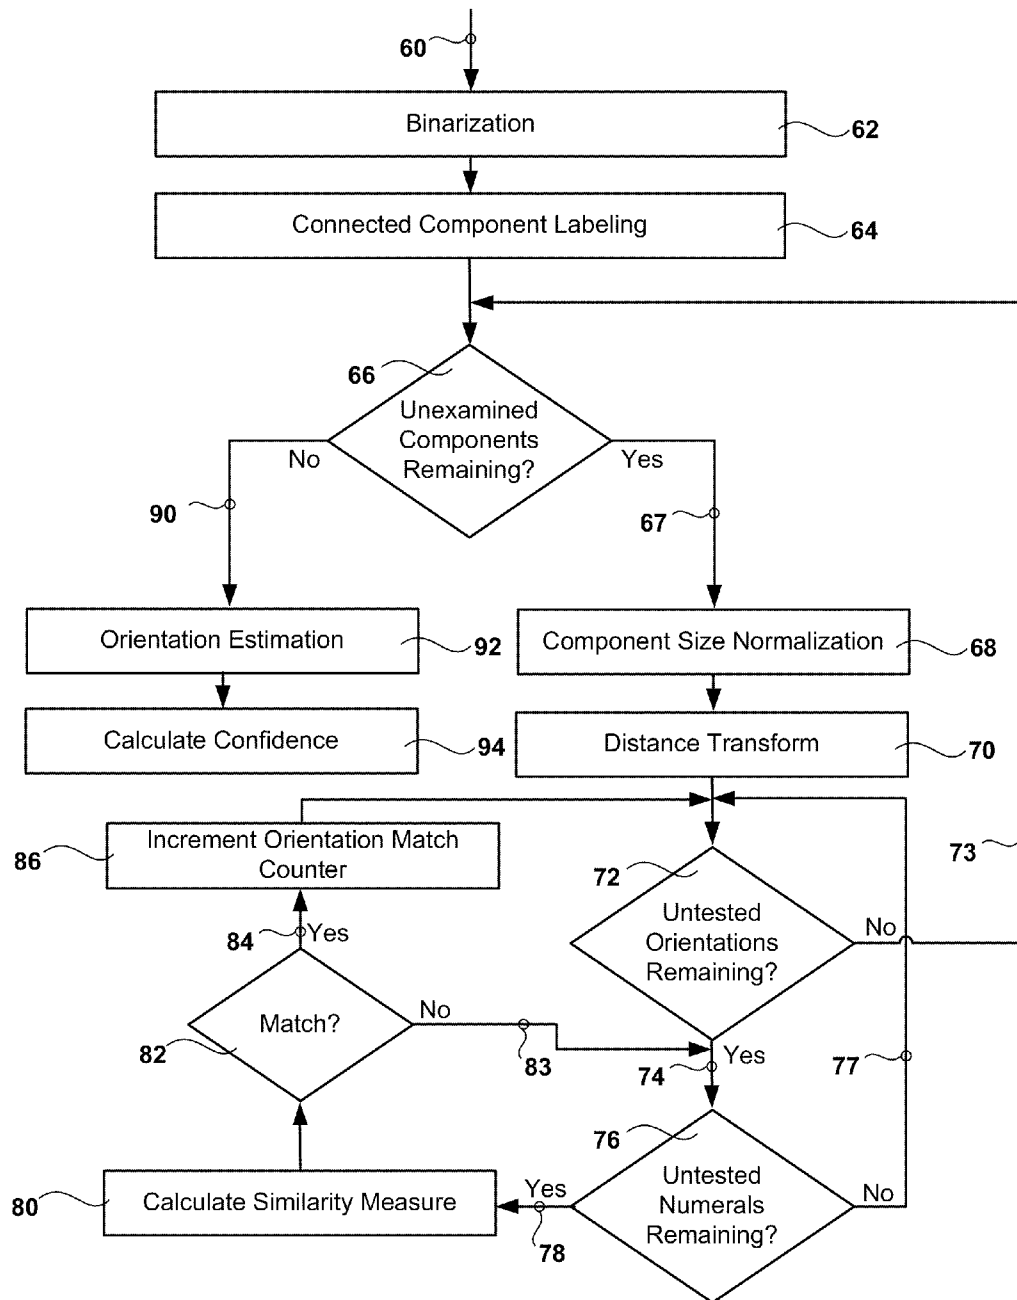 60
Binarization
62
Connected Component Labeling
64
66
Unexamined
Components
Remaining?
No
Yes
90
67
Orientation Estimation
92
Component Size Normalization
68
Calculate Confidence
94
Distance Transform
70
Increment Orientation Match
Counter
86
72
73
Untested
Orientations
Remaining?
No
84
Yes
Match?
No
82
83
74
Yes
77
76
Untested
Numerals
Remaining?
No
Yes
78
Calculate Similarity Measure
80